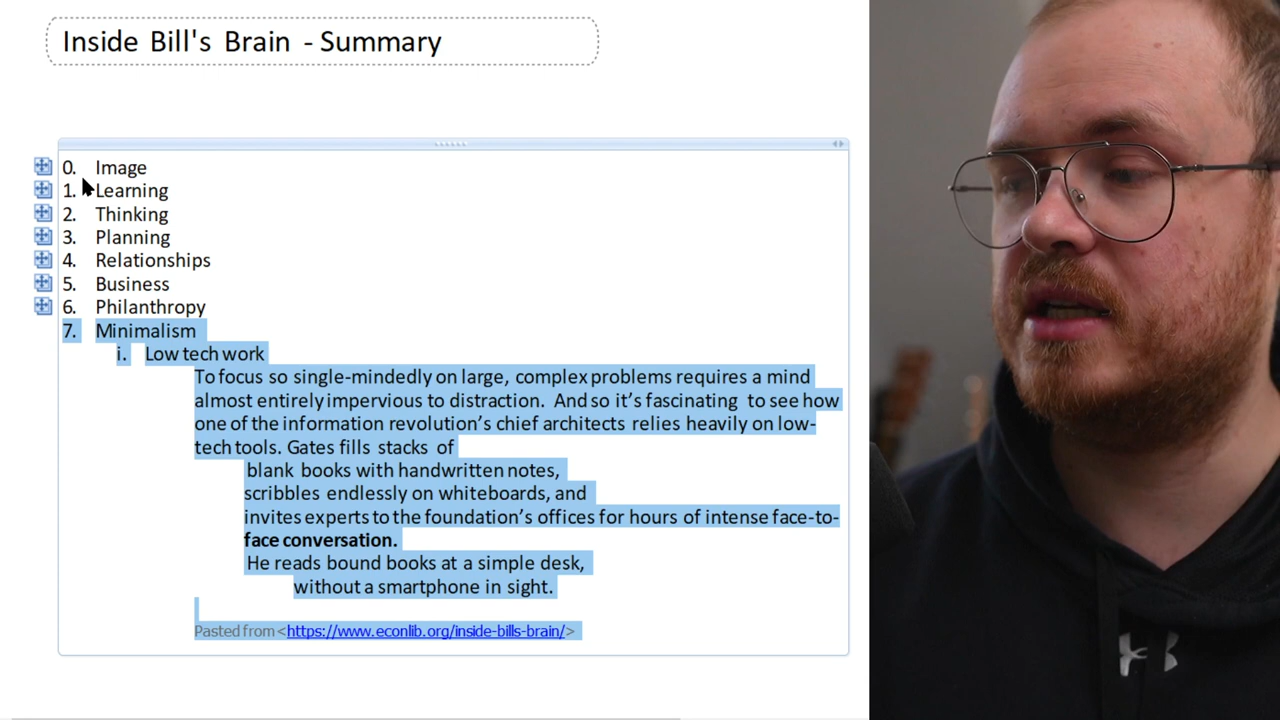 Inside Bill's Brain - Summary
0. Image
1. Learning
2. Thinking
3. Planning
4. Relationships
5. Business
6. Philanthropy
7. Minimalism
i. Low tech work
To focus so single-mindedly on large, complex problems requires a mind
almost entirely impervious to distraction. And so it’s fascinating to see how
one of the information revolution’s chief architects relies heavily on low-
tech tools. Gates fills stacks of
blank books with handwritten notes,
scribbles endlessly on whiteboards, and
invites experts to the foundation’s offices for hours of intense face-to-
face conversation.
He reads bound books at a simple desk,
without a smartphone in sight.
Pasted from <https://www.econlib.org/inside-bills-brain/>